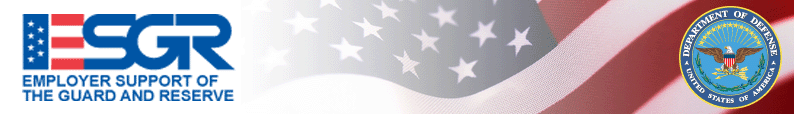 ESGR
EMPLOYER SUPPORT OF
THE GUARD AND RESERVE
DEPARTMENT OF DEFENSE
UNITED STATES OF AMERICA